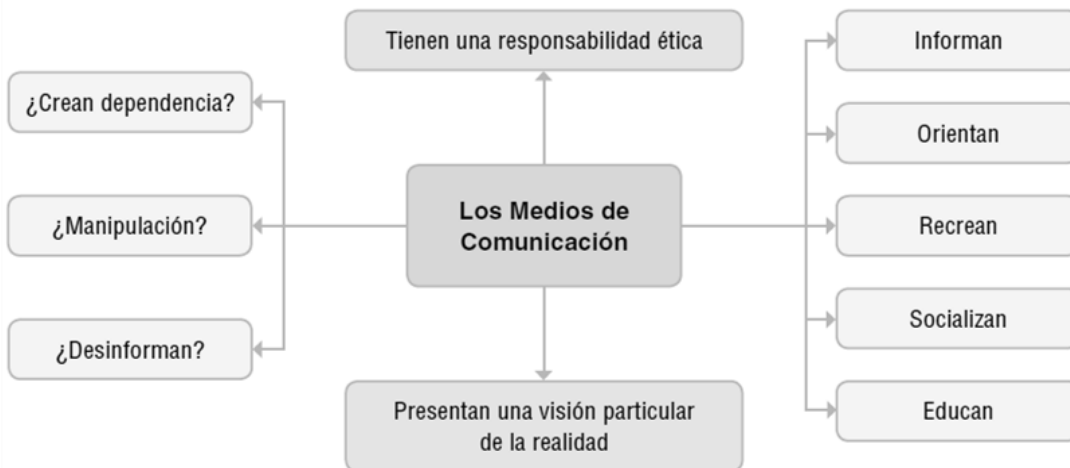 Tienen una responsabilidad ética
Informan
¿Crean dependencia?
Orientan
Los Medios de
Comunicación
¿Manipulación?
Recrean
Socializan
¿Desinforman?
Presentan una visión particular
de la realidad
Educan